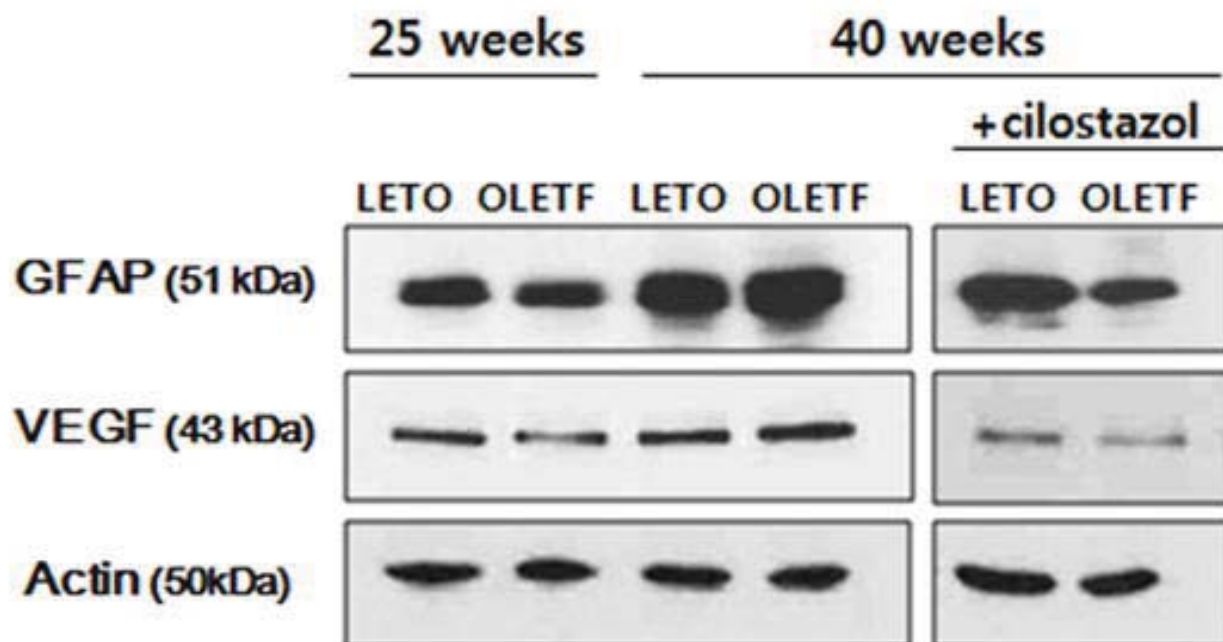 25 weeks 40 weeks
+cilostazol
LETO OLETF LETO OLETF LETO OLETF
GFAP (51 kDa)
VEGF (43 kDa)
Actin (50kDa)